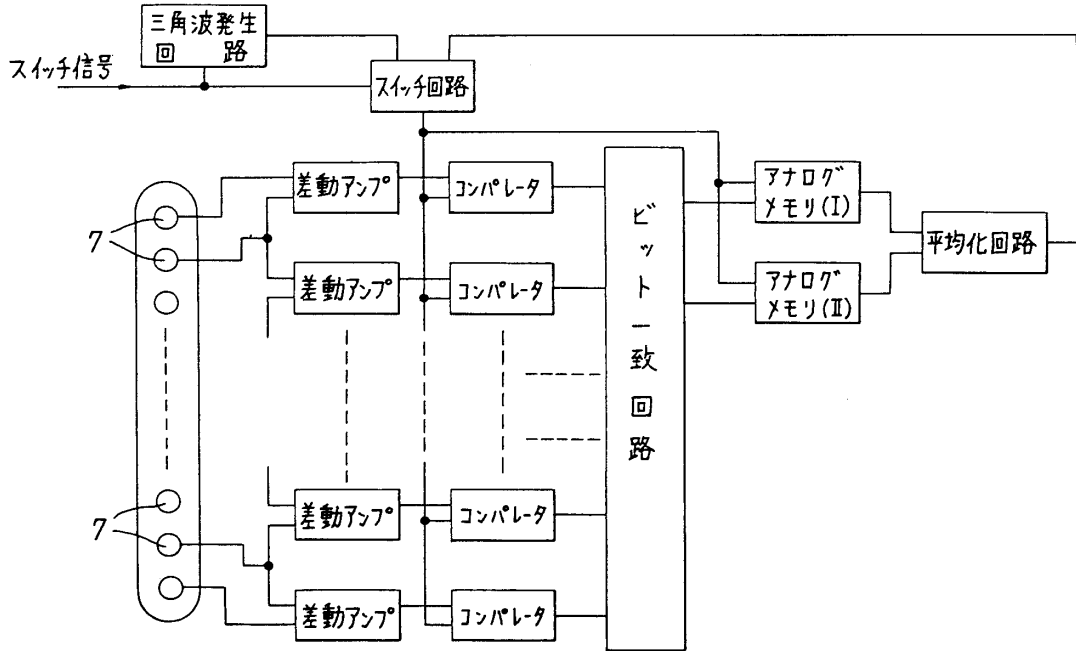 三角波発生
回路
スイッチ信号
スイッチ回路
差動アンプ
コンパレータ
ビット一致回路
アナログ
メモリ(I)
7
平均化回路
差動アンプ
コンパレータ
アナログ
メモリ(II)
差動アンプ
コンパレータ
7
差動アンプ
コンパレータ